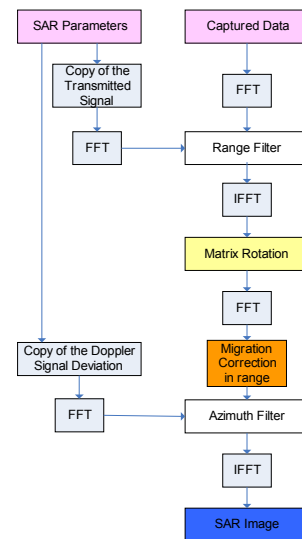 SAR Parameters
Captured Data
Copy of the
Transmitted
Signal
FFT
FFT
Range Filter
IFFT
Matrix Rotation
FFT
Copy of the Doppler
Signal Deviation
Migration
Correction
in range
FFT
Azimuth Filter
IFFT
SAR Image